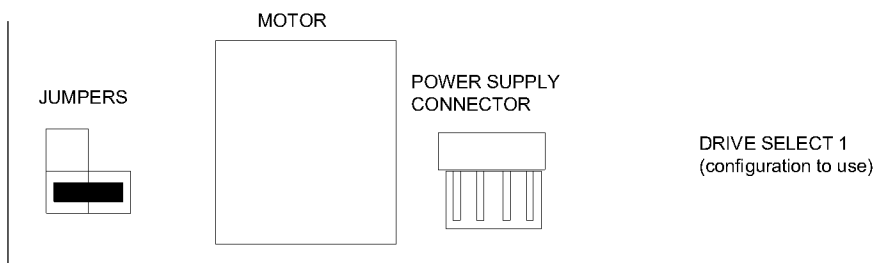 MOTOR
JUMPERS
POWER SUPPLY
CONNECTOR
DRIVE SELECT 1
(configuration to use)